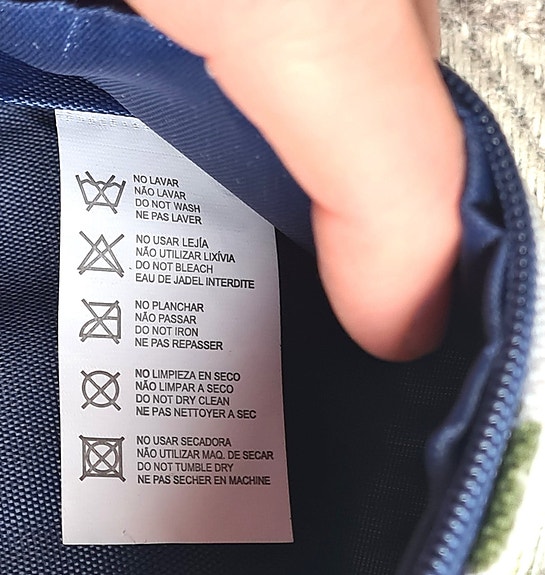 NO LAVAR
NÃO LAVAR
DO NOT WASH
NE PAS LAVER
NO USAR LEJÍA
NÃO UTILIZAR LIXÍVIA
DO NOT BLEACH
EAU DE JADEL INTERDITE
NO PLANCHAR
NÃO PASSAR
DO NOT IRON
NE PAS REPASSER
NO LIMPIEZA EN SECO
NÃO LIMPAR A SECO
DO NOT DRY CLEAN
NE PAS NETTOYER A SEC
NO USAR SECADORA
NÃO UTILIZAR MAQ. DE SECAR
DO NOT TUMBLE DRY
NE PAS SECHER EN MACHINE